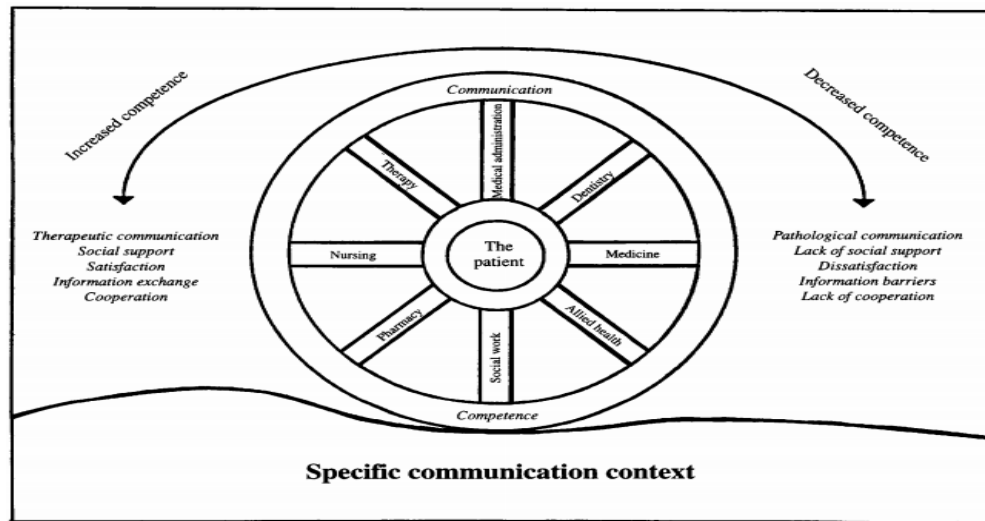 Increased competence
Decreased competence
Communication
Medical administration
Therapy
Dentistry
Nursing
The
patient
Medicine
Pharmacy
Social work
Allied health
Competence
Therapeutic communication
Social support
Satisfaction
Information exchange
Cooperation
Pathological communication
Lack of social support
Dissatisfaction
Information barriers
Lack of cooperation
Specific communication context